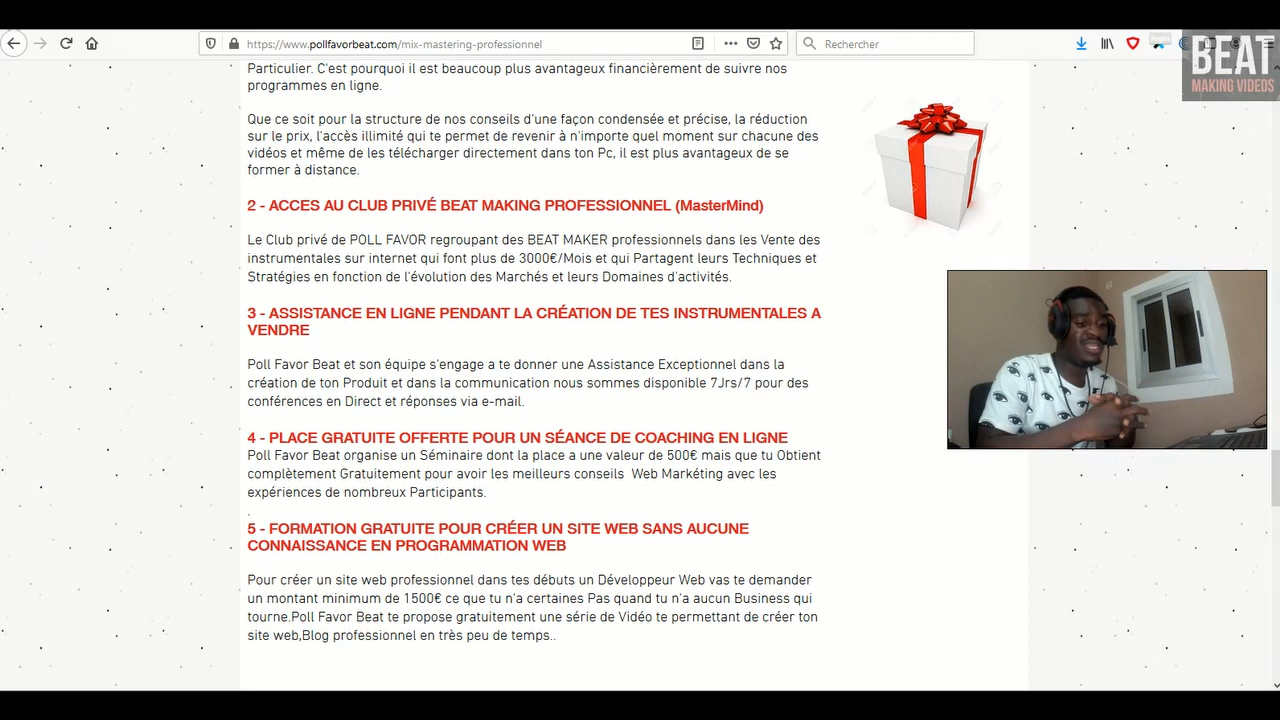 https://www.pollfavorbeat.com/mix-mastering-professionnel
Rechercher
BEAT
MAKING VIDEOS
Particulier. C'est pourquoi il est beaucoup plus avantageux financièrement de suivre nos
programmes en ligne.
Que ce soit pour la structure de nos conseils d'une façon condensée et précise, la réduction
sur le prix, l'accès illimité qui te permet de revenir à n'importe quel moment sur chacune des
vidéos et même de les télécharger directement dans ton Pc, il est plus avantageux de se
former à distance.
2 - ACCES AU CLUB PRIVÉ BEAT MAKING PROFESSIONNEL (MasterMind)
Le Club privé de POLL FAVOR regroupant des BEAT MAKER professionnels dans les Vente des
instrumentales sur internet qui font plus de 3000€/Mois et qui Partagent leurs Techniques et
Stratégies en fonction de l'évolution des Marchés et leurs Domaines d'activités.
3 - ASSISTANCE EN LIGNE PENDANT LA CRÉATION DE TES INSTRUMENTALES A
VENDRE
Poll Favor Beat et son équipe s'engage a te donner une Assistance Exceptionnel dans la
création de ton Produit et dans la communication nous sommes disponible 7Jrs/7 pour des
conférences en Direct et réponses via e-mail.
4 - PLACE GRATUITE OFFERTE POUR UN SÉANCE DE COACHING EN LIGNE
Poll Favor Beat organise un Séminaire dont la place a une valeur de 500€ mais que tu Obtient
complètement Gratuitement pour avoir les meilleurs conseils  Web Markéting avec les
expériences de nombreux Participants.
.
5 - FORMATION GRATUITE POUR CRÉER UN SITE WEB SANS AUCUNE
CONNAISSANCE EN PROGRAMMATION WEB
Pour créer un site web professionnel dans tes débuts un Développeur Web vas te demander
un montant minimum de 1500€ ce que tu n'a certaines Pas quand tu n'a aucun Business qui
tourne.Poll Favor Beat te propose gratuitement une série de Vidéo te permettant de créer ton
site web,Blog professionnel en très peu de temps..